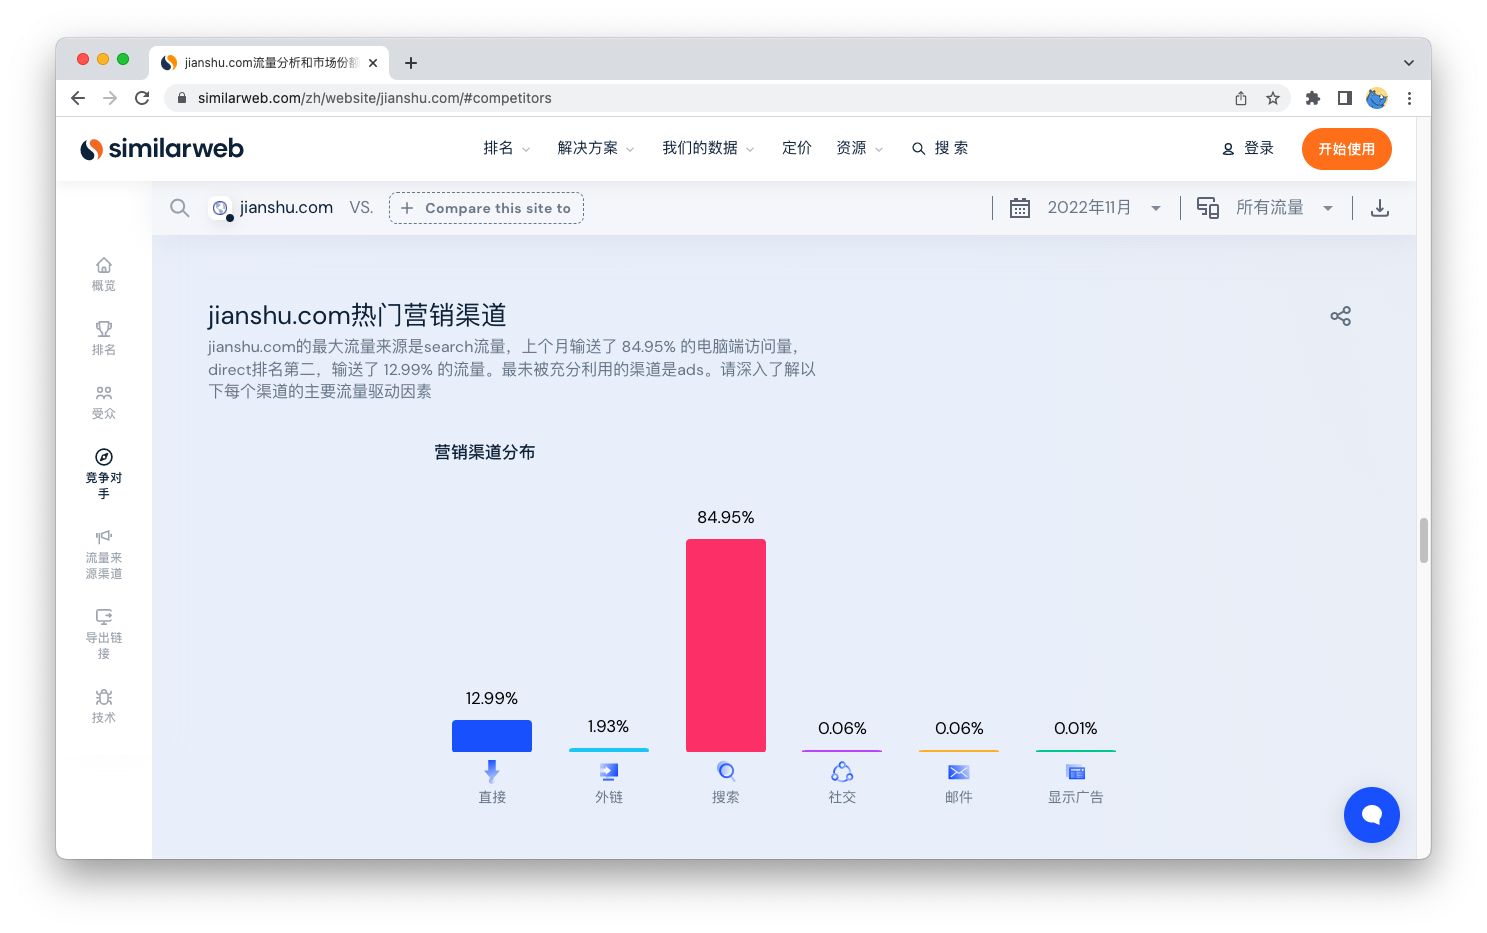 jianshu.com流量分析和市场份额
similarweb.com/zh/website/jianshu.com/#competitors
similarweb
排名
解决方案
我们的数据
定价
资源
搜 索
登录
开始使用
jianshu.com
VS.
Compare this site to
2022年11月
所有流量
概览
排名
受众
竞争对
手
流量来
源渠道
导出链
接
技术
jianshu.com热门营销渠道
jianshu.com的最大流量来源是search流量，上个月输送了 84.95% 的电脑端访问量，
direct排名第二，输送了 12.99% 的流量。最未被充分利用的渠道是ads。请深入了解以
下每个渠道的主要流量驱动因素
营销渠道分布
12.99%
1.93%
84.95%
0.06%
0.06%
0.01%
直接
外链
搜索
社交
邮件
显示广告